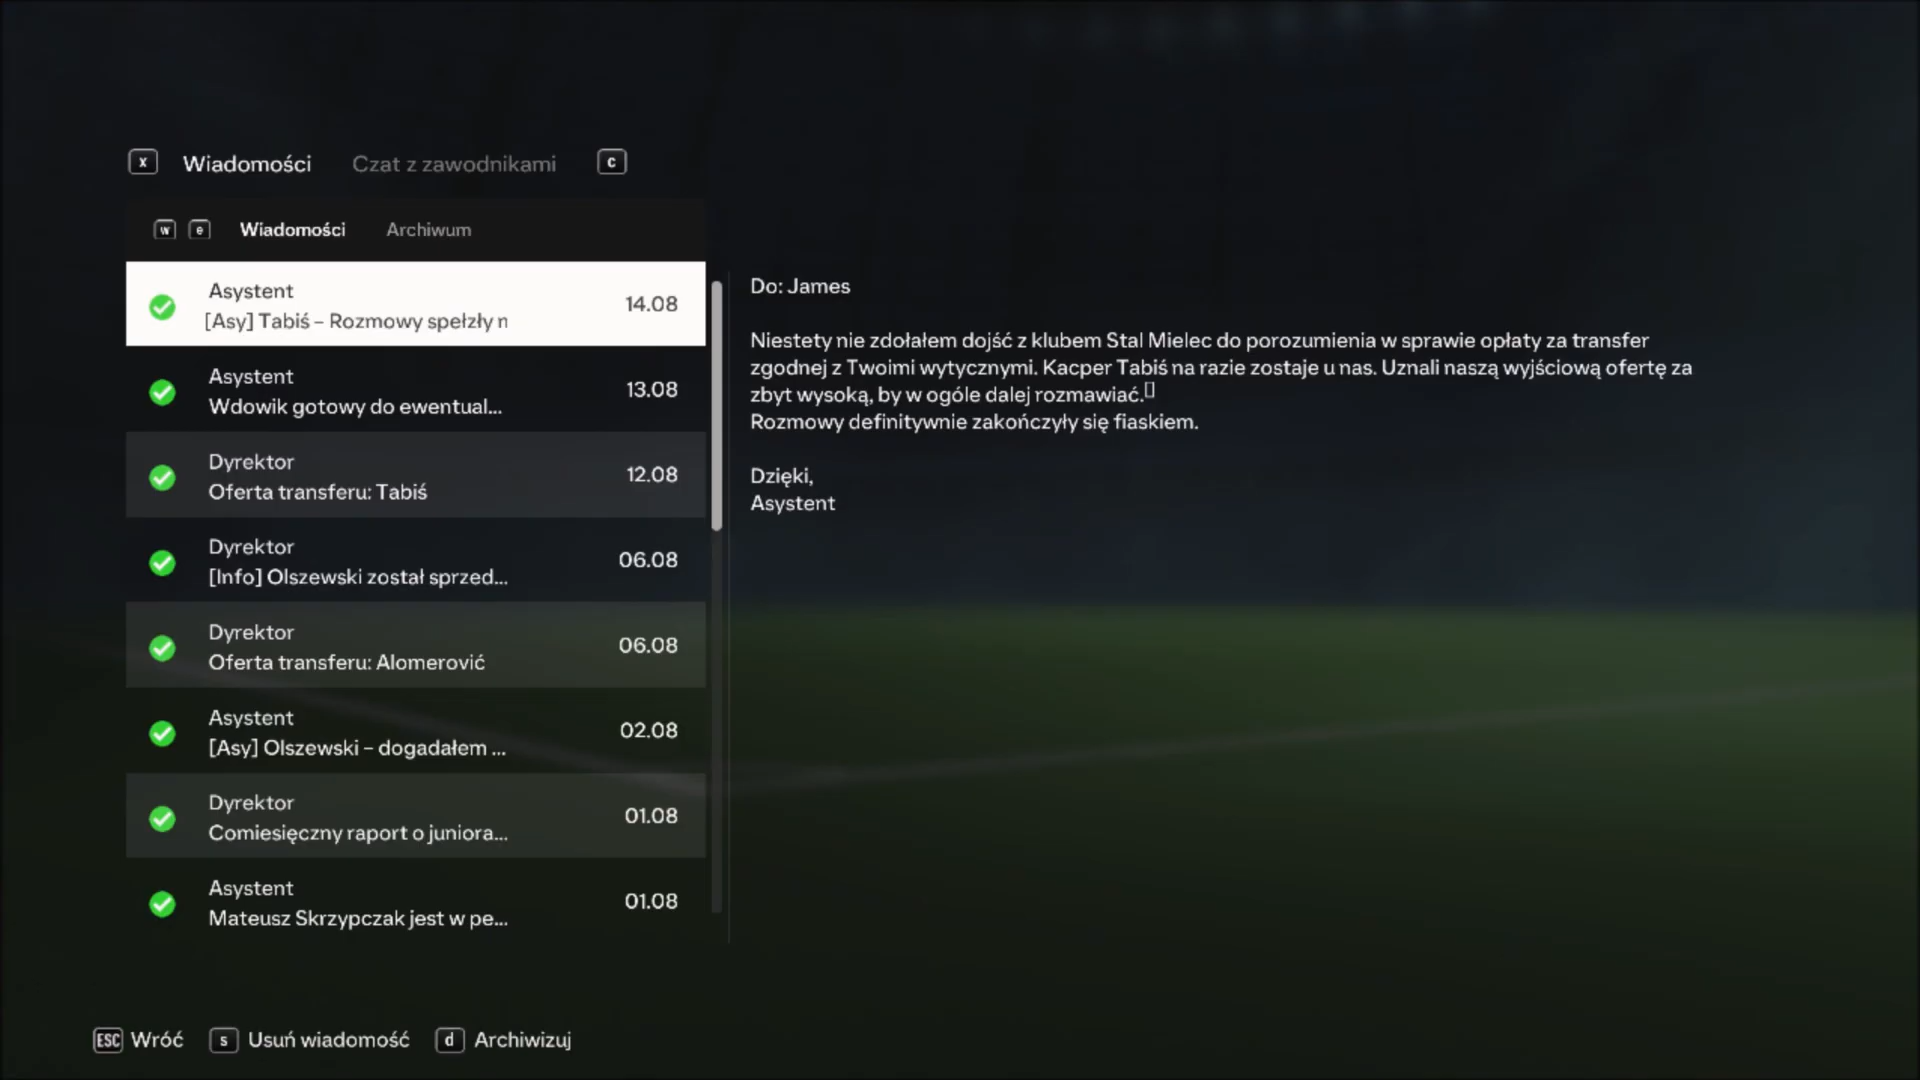 x Wiadomości Czat z zawodnikami c
w e Wiadomości Archiwum
Asystent
[Asy] Tabiś – Rozmowy spełzły n
14.08
Asystent
Wdowik gotowy do ewentual...
13.08
Dyrektor
Oferta transferu: Tabiś
12.08
Dyrektor
[Info] Olszewski został sprzed...
06.08
Dyrektor
Oferta transferu: Alomerović
06.08
Asystent
[Asy] Olszewski – dogadałem ...
02.08
Dyrektor
Comiesięczny raport o juniora...
01.08
Asystent
Mateusz Skrzypczak jest w pe...
01.08
Do: James
Niestety nie zdołałem dojść z klubem Stal Mielec do porozumienia w sprawie opłaty za transfer
zgodnej z Twoimi wytycznymi. Kacper Tabiś na razie zostaje u nas. Uznali naszą wyjściową ofertę za
zbyt wysoką, by w ogóle dalej rozmawiać.
Rozmowy definitywnie zakończyły się fiaskiem.
Dzięki,
Asystent
ESC Wróć s Usuń wiadomość d Archiwizuj